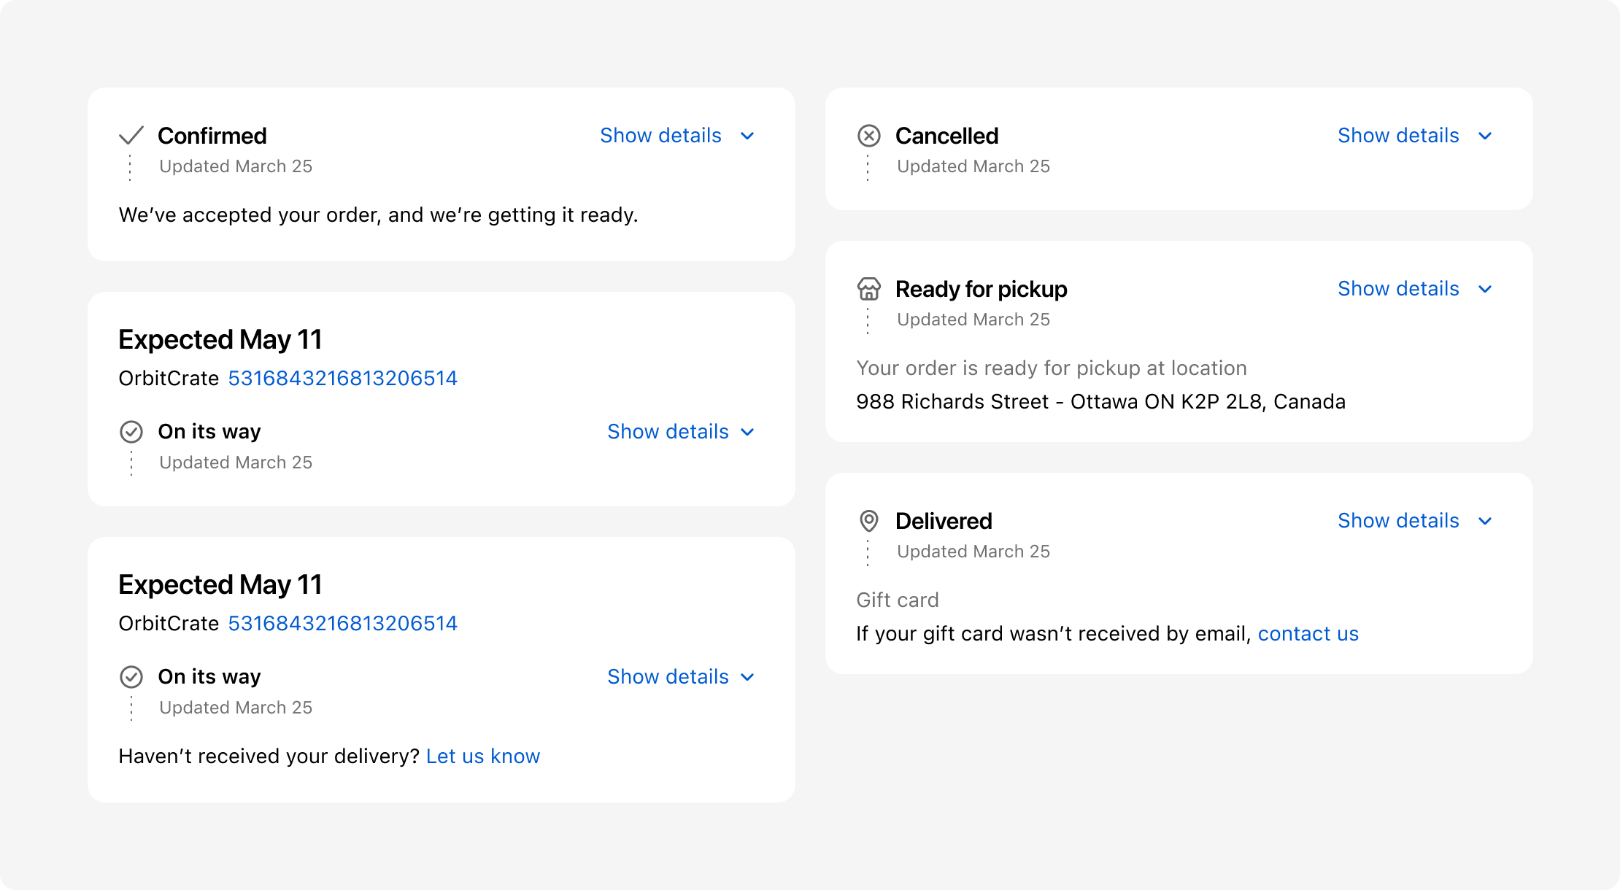 Confirmed
Show details
Updated March 25
We’ve accepted your order, and we’re getting it ready.
Expected May 11
OrbitCrate 5316843216813206514
On its way
Show details
Updated March 25
Expected May 11
OrbitCrate 5316843216813206514
On its way
Show details
Updated March 25
Haven’t received your delivery? Let us know
Cancelled
Show details
Updated March 25
Ready for pickup
Show details
Updated March 25
Your order is ready for pickup at location
988 Richards Street - Ottawa ON K2P 2L8, Canada
Delivered
Show details
Updated March 25
Gift card
If your gift card wasn’t received by email, contact us